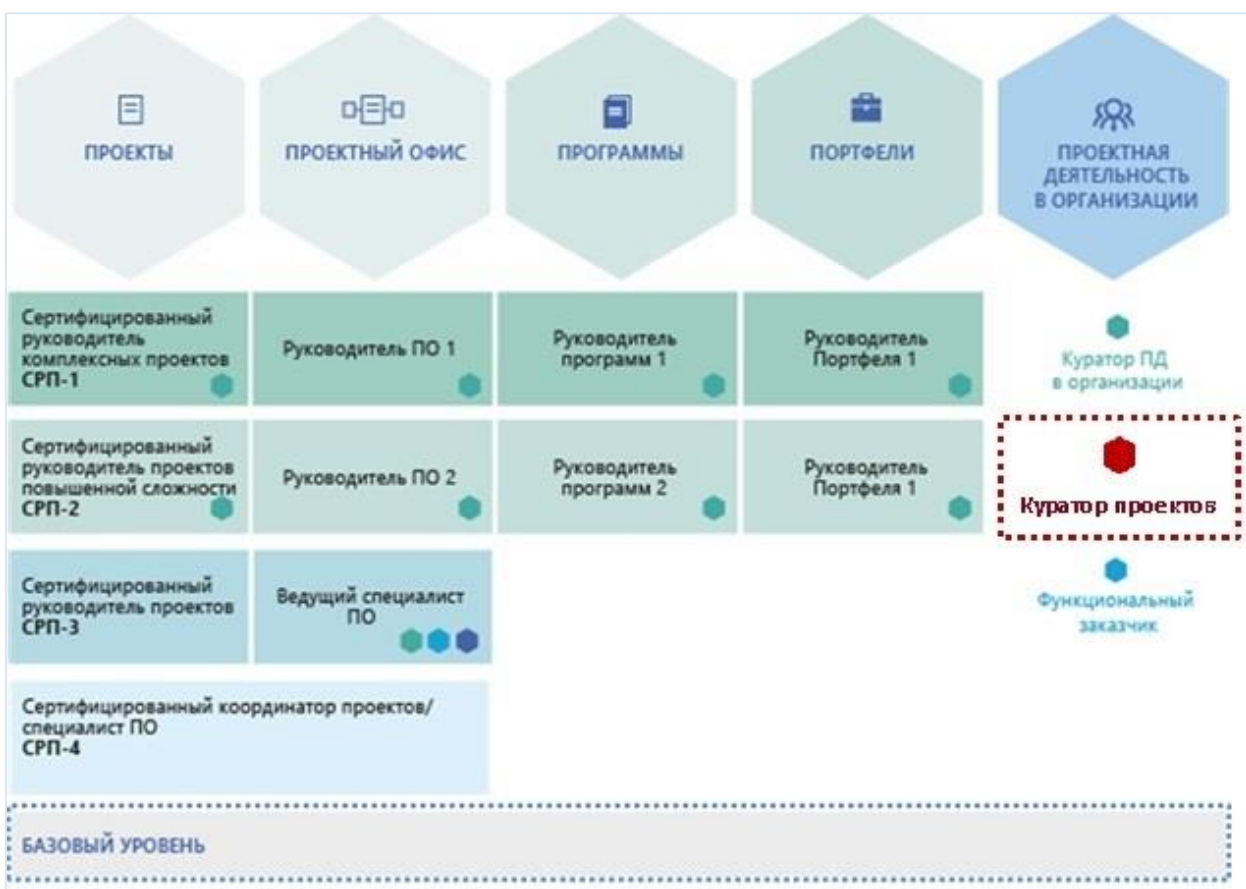 ПРОЕКТЫ
ПРОЕКТНЫЙ ОФИС
ПРОГРАММЫ
ПОРТФЕЛИ
ПРОЕКТНАЯ
ДЕЯТЕЛЬНОСТЬ
В ОРГАНИЗАЦИИ
Сертифицированный
руководитель
комплексных проектов
СРП-1
Руководитель ПО 1
Руководитель
программ 1
Руководитель
Портфеля 1
Куратор ПД
в организации
Сертифицированный
руководитель проектов
повышенной сложности
СРП-2
Руководитель ПО 2
Руководитель
программ 2
Руководитель
Портфеля 1
Куратор проектов
Сертифицированный
руководитель проектов
СРП-3
Ведущий специалист
ПО
Функциональный
заказчик
Сертифицированный координатор проектов/
специалист ПО
СРП-4
БАЗОВЫЙ УРОВЕНЬ